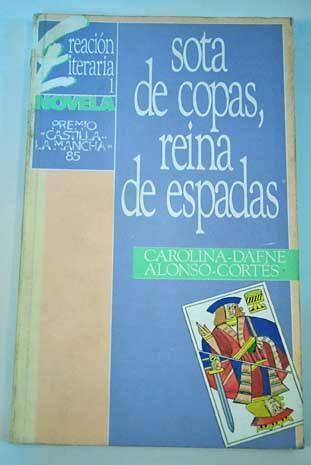 Creación
Literaria
1
NOVELA
PREMIO
«CASTILLA-
LA MANCHA»
85
sota
de copas,
reina
de espadas
CAROLINA-DAFNE
ALONSO-CORTÉS